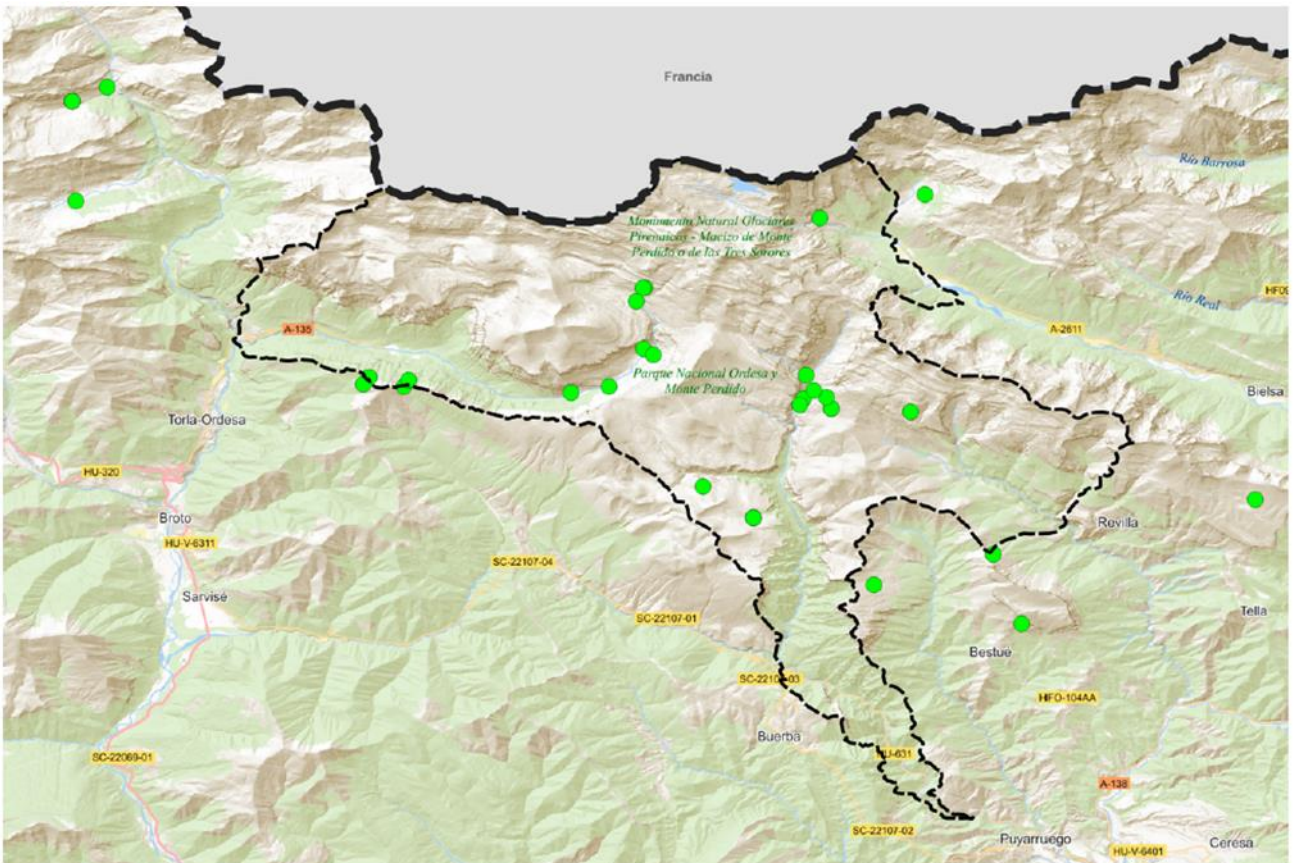 Francia
Río Barrosa
Monumento Natural Glaciares
Pirenaicos - Macizo de Monte
Perdido o de las Tres Sorores
Río Real
HF09
A-135
A-2611
Parque Nacional Ordesa y
Monte Perdido
Bielsa
Torla-Ordesa
HU-320
Broto
Revilla
HU-V-6311
SC-22107-04
Sarvisé
SC-22107-01
Tella
Bestué
SC-22107-03
HIFO-104AA
Buerba
HU-631
SC-22069-01
A-138
SC-22107-02
Puyarruego
HU-V-6401
Ceresa